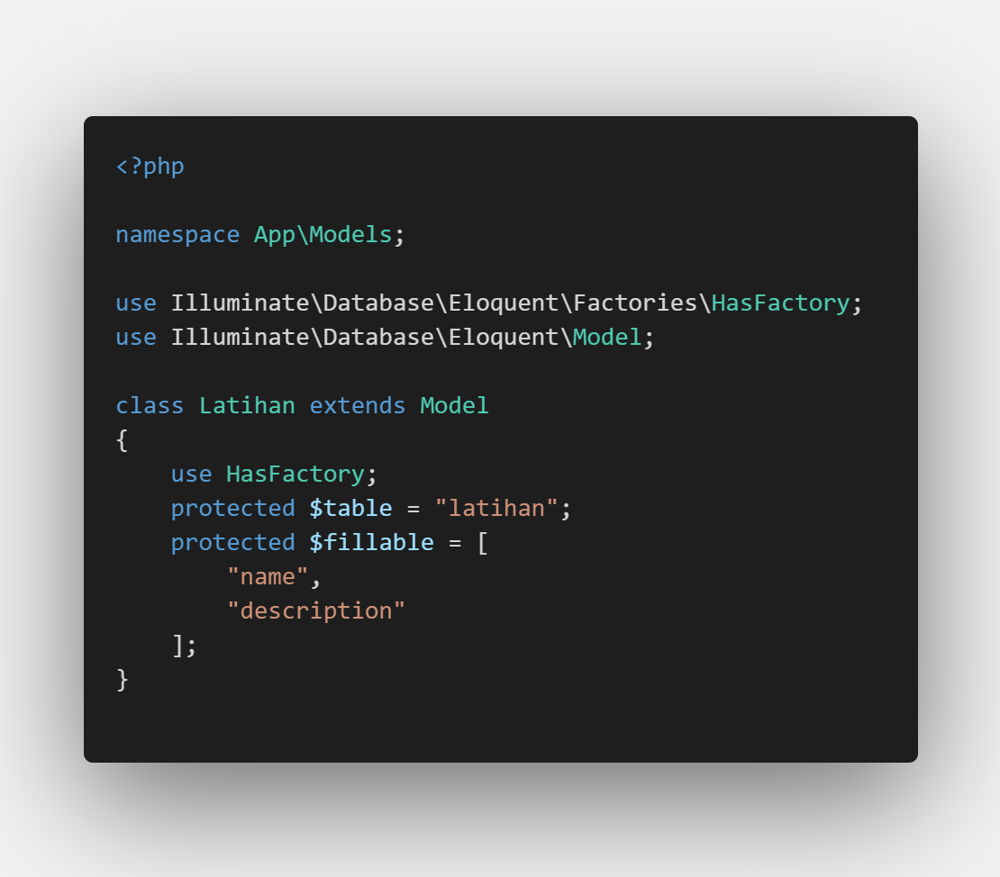 <?php
namespace App\Models;
use Illuminate\Database\Eloquent\Factories\HasFactory;
use Illuminate\Database\Eloquent\Model;
class Latihan extends Model
{
    use HasFactory;
    protected $table = "latihan";
    protected $fillable = [
        "name",
        "description"
    ];
}